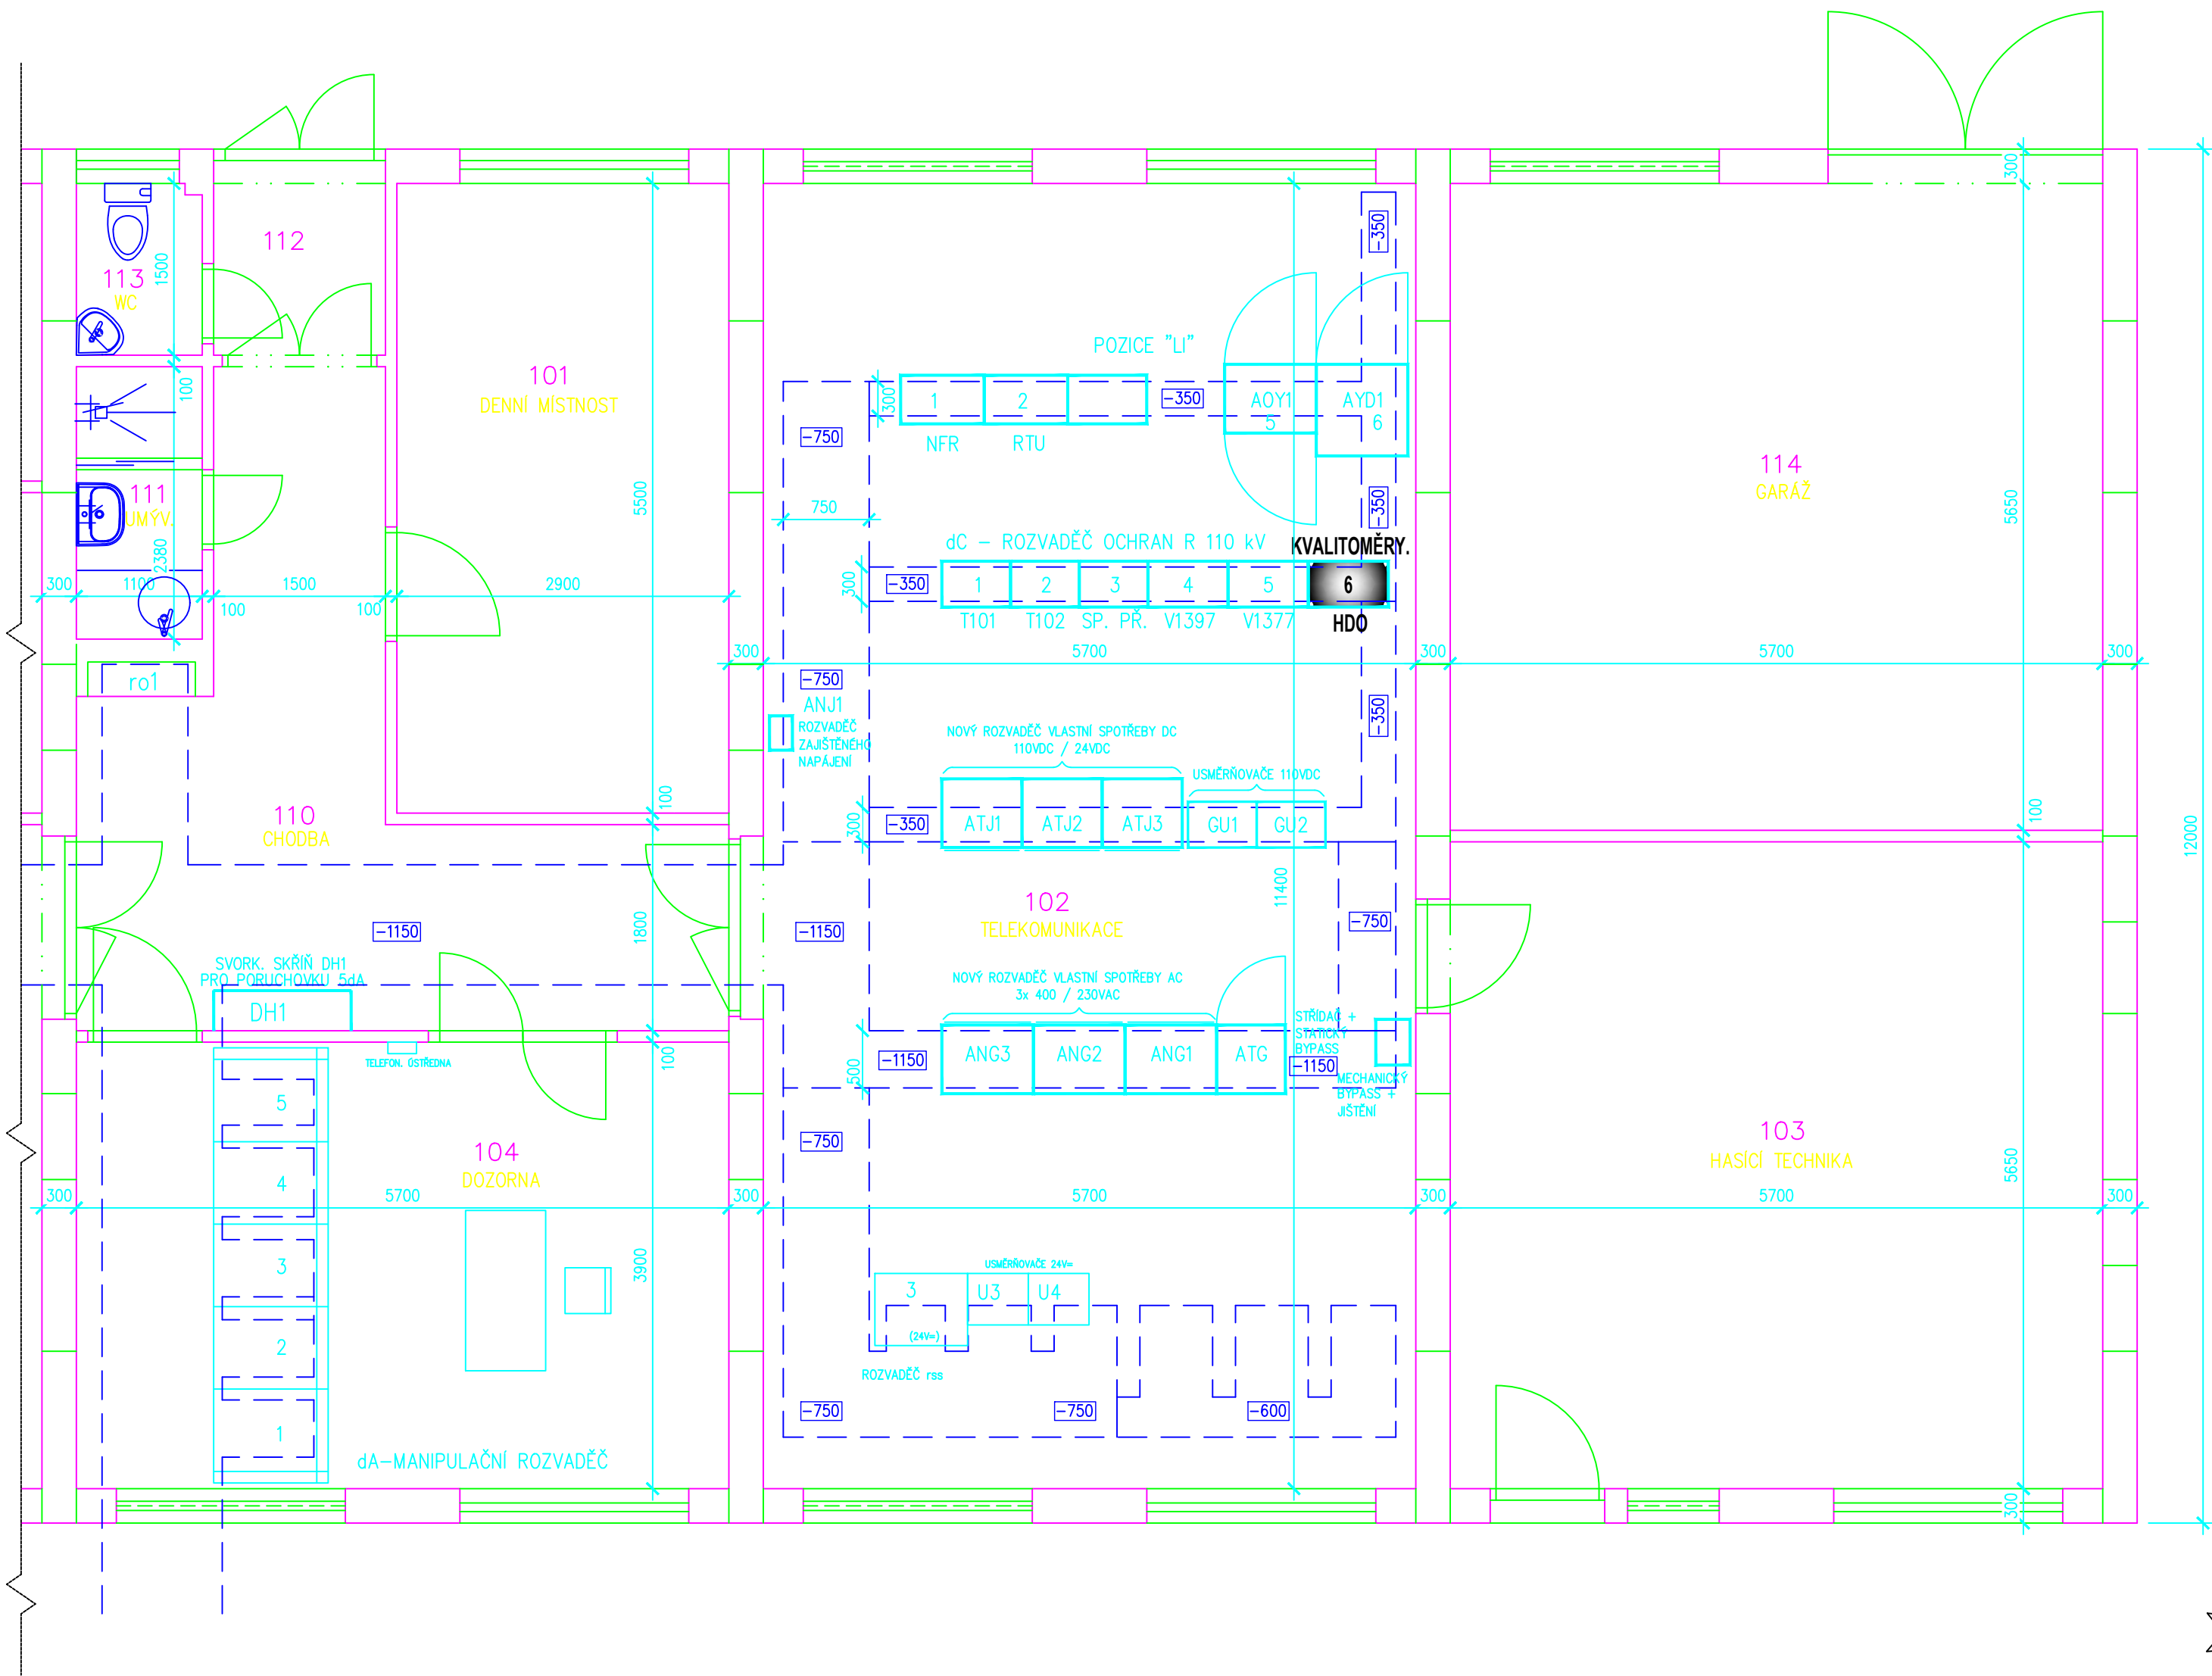 300
112
113
WC
1500
-350
POZICE "LI"
101
DENNÍ MÍSTNOST
100
300
1
2
-350
AOY1
5
AYD1
6
NFR
RTU
-750
114
GARÁŽ
111
UMÝV.
5500
750
-350
5650
dC - ROZVADĚČ OCHRAN R 110 kV
KVALITOMĚRY.
2380
300
1100
1500
2900
100
100
300
-350
1
2
3
4
5
6
T101
T102
SP. PŘ.
V1397
V1377
HDO
300
5700
300
5700
300
ro1
-750
ANJ1
ROZVADĚČ
ZAJIŠTĚNÉHO
NAPÁJENÍ
-350
NOVÝ ROZVADĚČ VLASTNÍ SPOTŘEBY DC
110VDC / 24VDC
USMĚRŇOVAČE 110VDC
110
CHODBA
100
300
-350
ATJ1
ATJ2
ATJ3
GU1
GU2
100
12000
11400
102
TELEKOMUNIKACE
-1150
1800
-1150
-750
SVORK. SKŘÍŇ DH1
PRO PORUCHOVKU 5dA
DH1
NOVÝ ROZVADĚČ VLASTNÍ SPOTŘEBY AC
3x 400 / 230VAC
STŘÍDAČ +
STATICKÝ
BYPASS
-1150
TELEFON. ÚSTŘEDNA
100
500
-1150
ANG3
ANG2
ANG1
ATG
MECHANICKÝ
BYPASS +
JIŠTĚNÍ
5
104
DOZORNA
-750
103
HASÍCÍ TECHNIKA
5650
4
300
5700
300
5700
300
5700
300
3
3900
USMĚRŇOVAČE 24V=
3
U3
U4
(24V=)
2
ROZVADĚČ rss
1
-750
-750
-600
dA-MANIPULAČNÍ ROZVADĚČ
300